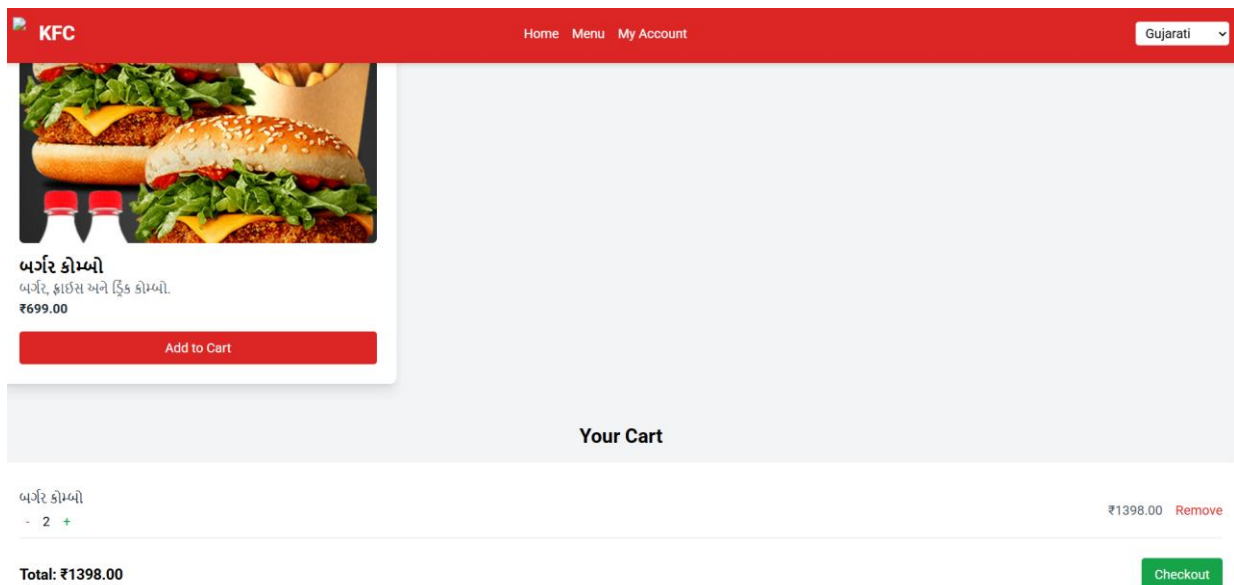 KFC
Home Menu My Account
Gujarati
બર્ગર કોમ્બો
બર્ગર, ફ્રાઈસ અને ડ્રિંક કોમ્બો.
₹699.00
Add to Cart
Your Cart
બર્ગર કોમ્બો
- 2 +
₹1398.00 Remove
Total: ₹1398.00
Checkout